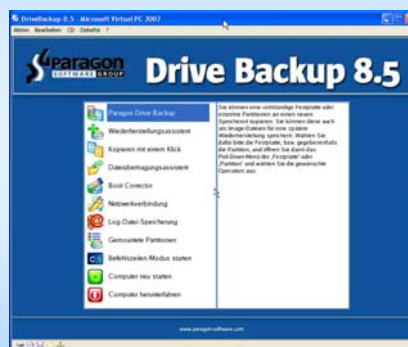 DriveBackup-8.5 - Microsoft Virtual PC 2007
Aktion Bearbeiten CD Diskette ?
paragon
SOFTWARE GROUP
Drive Backup 8.5
Paragon Drive Backup
Wiederherstellungsassistent
Kopieren mit einem Klick
Dateiübertragungsassistent
Boot Corrector
Netzwerkverbindung
Log-Datei-Speicherung
Gemountete Partitionen
Befehlszeilen-Modus starten
Computer neu starten
Computer herunterfahren
Sie können eine vollständige Festplatte oder
einzelne Partitionen an einen neuen
Speicherort kopieren. Sie können diese auch
als Image-Dateien für eine spätere
Wiederherstellung speichern. Wählen Sie
dafür bitte die Festplatte, bzw. gegebenenfalls
die Partition, und öffnen Sie dann das
Pull-Down-Menü der „Festplatte" oder
„Partition" und wählen Sie die gewünschte
Operation aus.
www.paragon-software.com